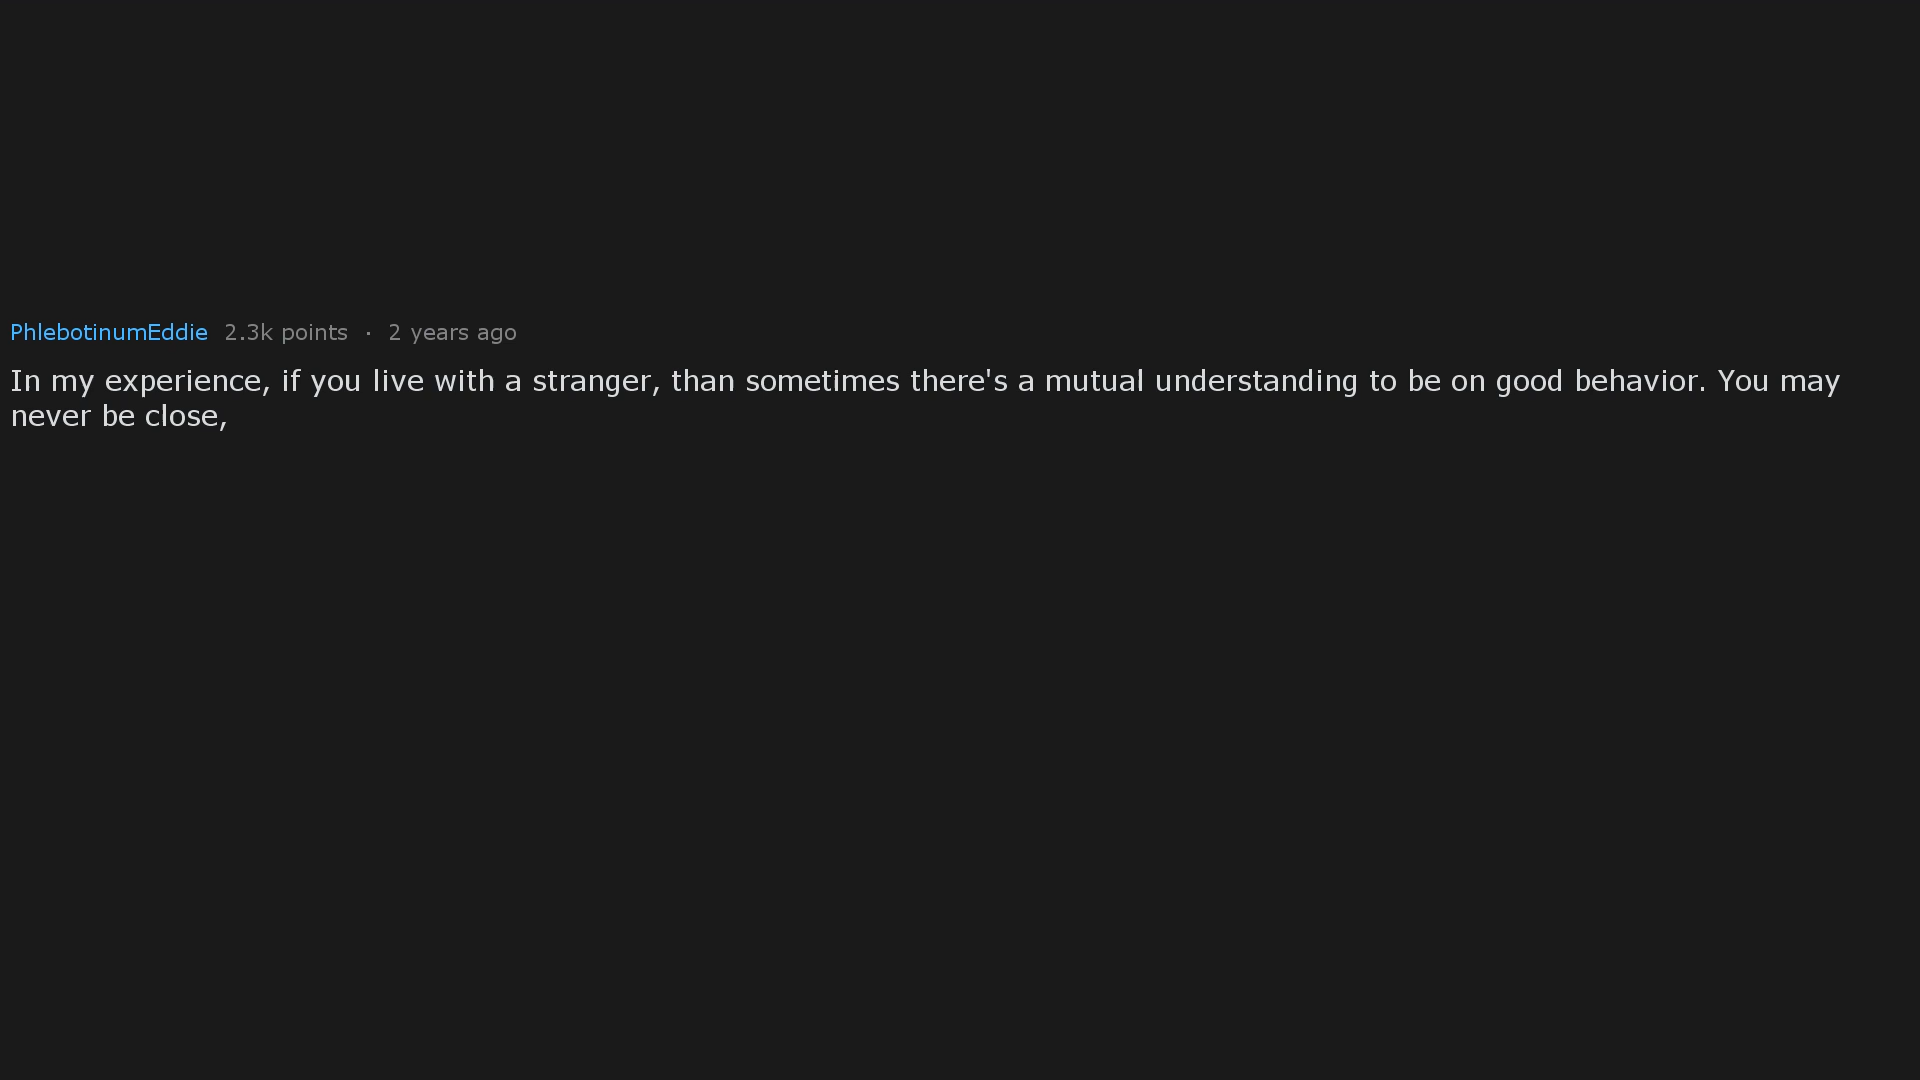 PhlebotinumEddie 2.3k points · 2 years ago
In my experience, if you live with a stranger, than sometimes there's a mutual understanding to be on good behavior. You may
never be close,